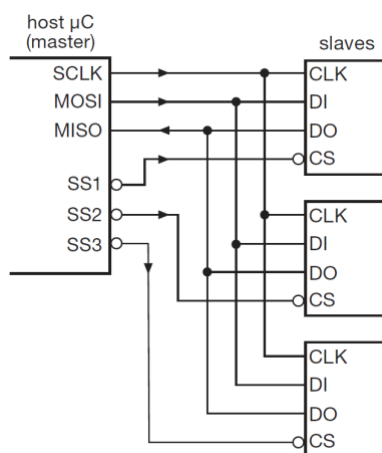 host µC
(master)
slaves
SCLK
MOSI
MISO
SS1
SS2
SS3
CLK
DI
DO
CS
CLK
DI
DO
CS
CLK
DI
DO
CS